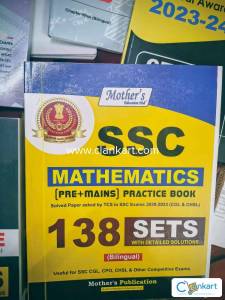 2023-24
Mother's
Education Hub
www.clankart.com
SSC
MATHEMATICS
[PRE+MAINS] PRACTICE BOOK
Solved Paper asked by TCS in SSC Exams 2020-2023 (CGL & CHSL)
138 SETS
WITH DETAILED SOLUTIONS
(Bilingual)
Useful for SSC CGL, CPO, CHSL & Other Competitive Exams
Mother's Publication
clankart